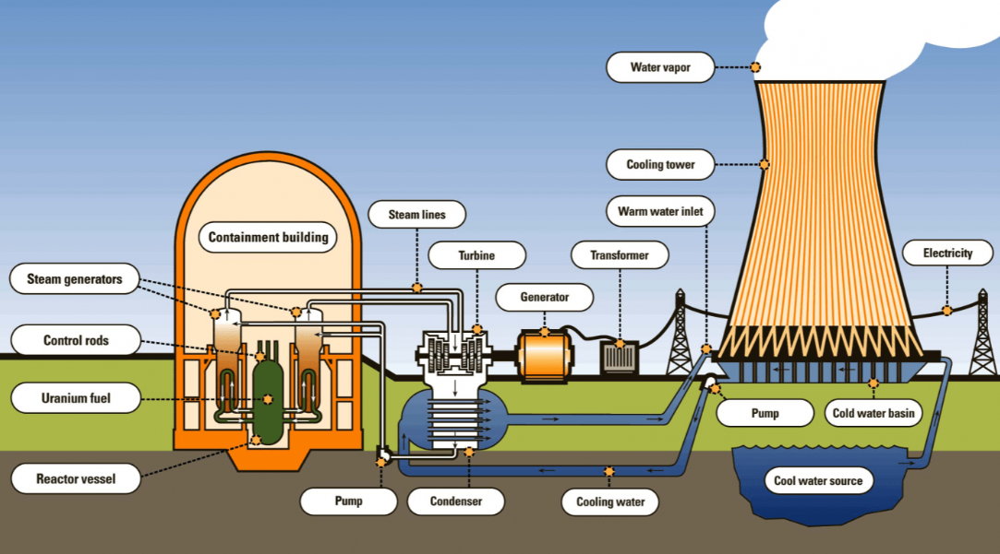 Water vapor
Cooling tower
Warm water inlet
Steam lines
Containment building
Turbine
Transformer
Electricity
Steam generators
Generator
Control rods
Uranium fuel
Pump
Cold water basin
Reactor vessel
Cool water source
Pump
Condenser
Cooling water